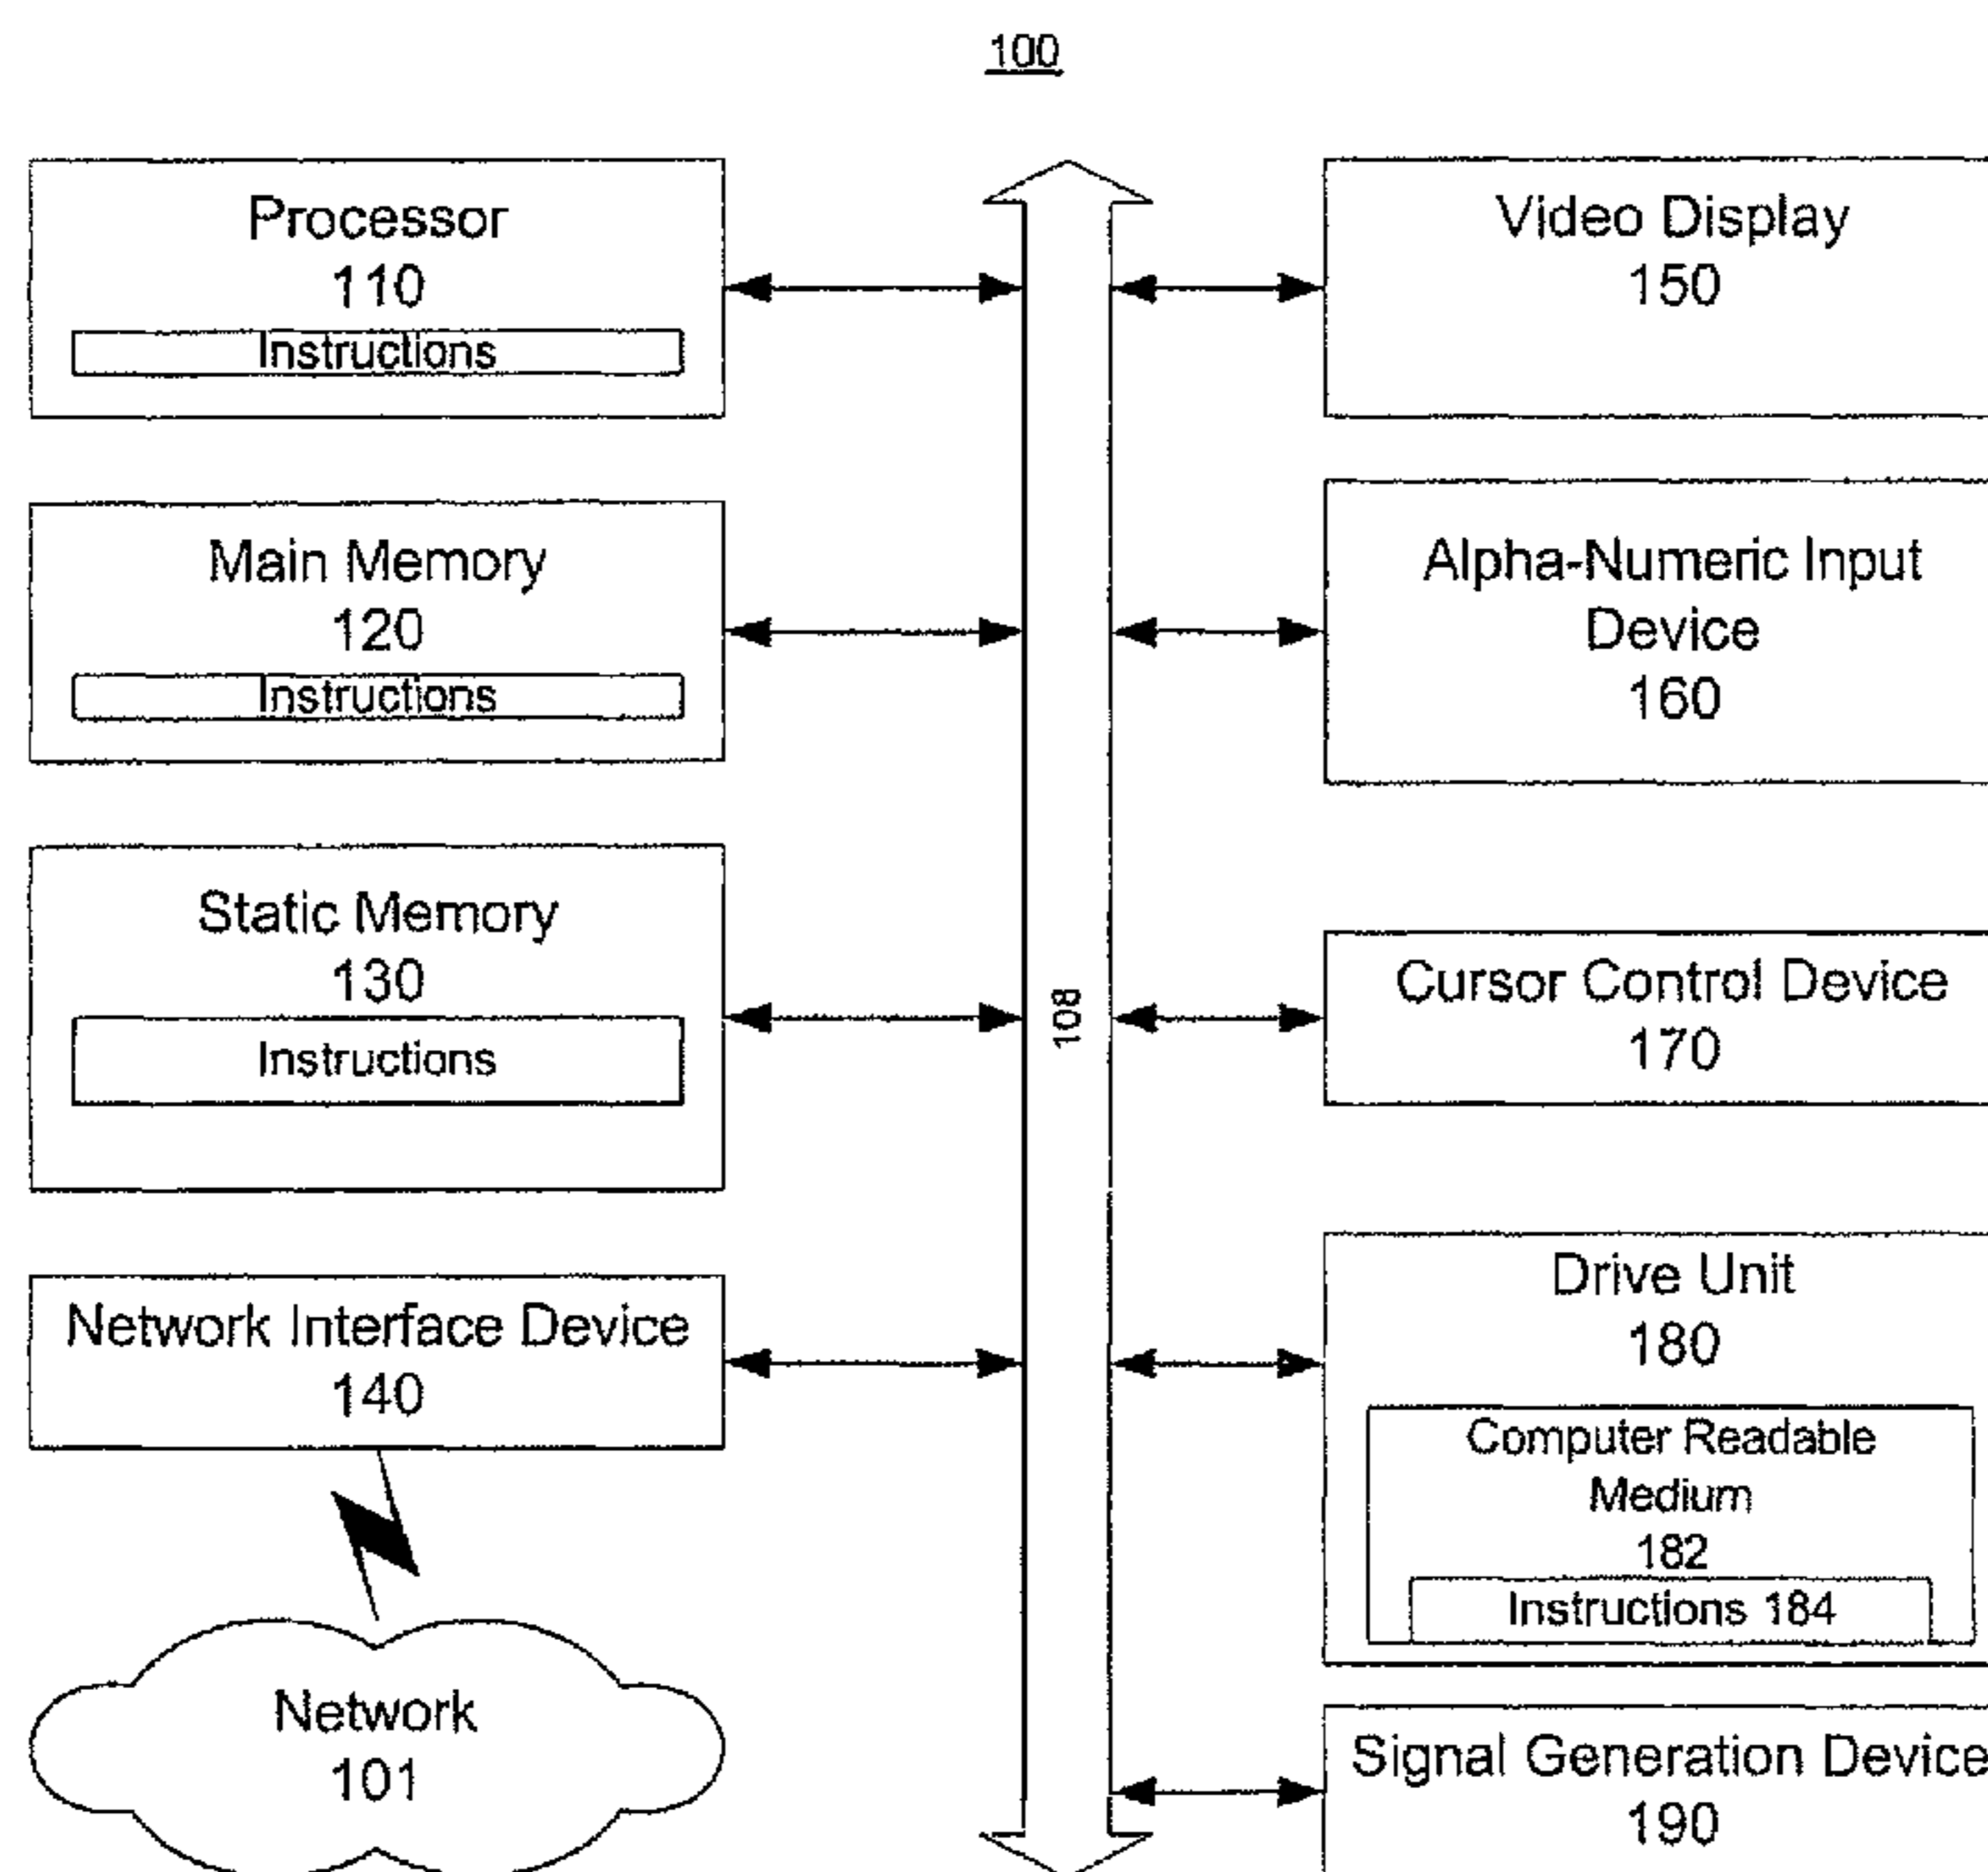 100
Processor
110
Instructions
Main Memory
120
Instructions
Static Memory
130
Instructions
Network Interface Device
140
Network
101
108
Video Display
150
Alpha-Numeric Input
Device
160
Cursor Control Device
170
Drive Unit
180
Computer Readable
Medium
182
Instructions 184
Signal Generation Device
190